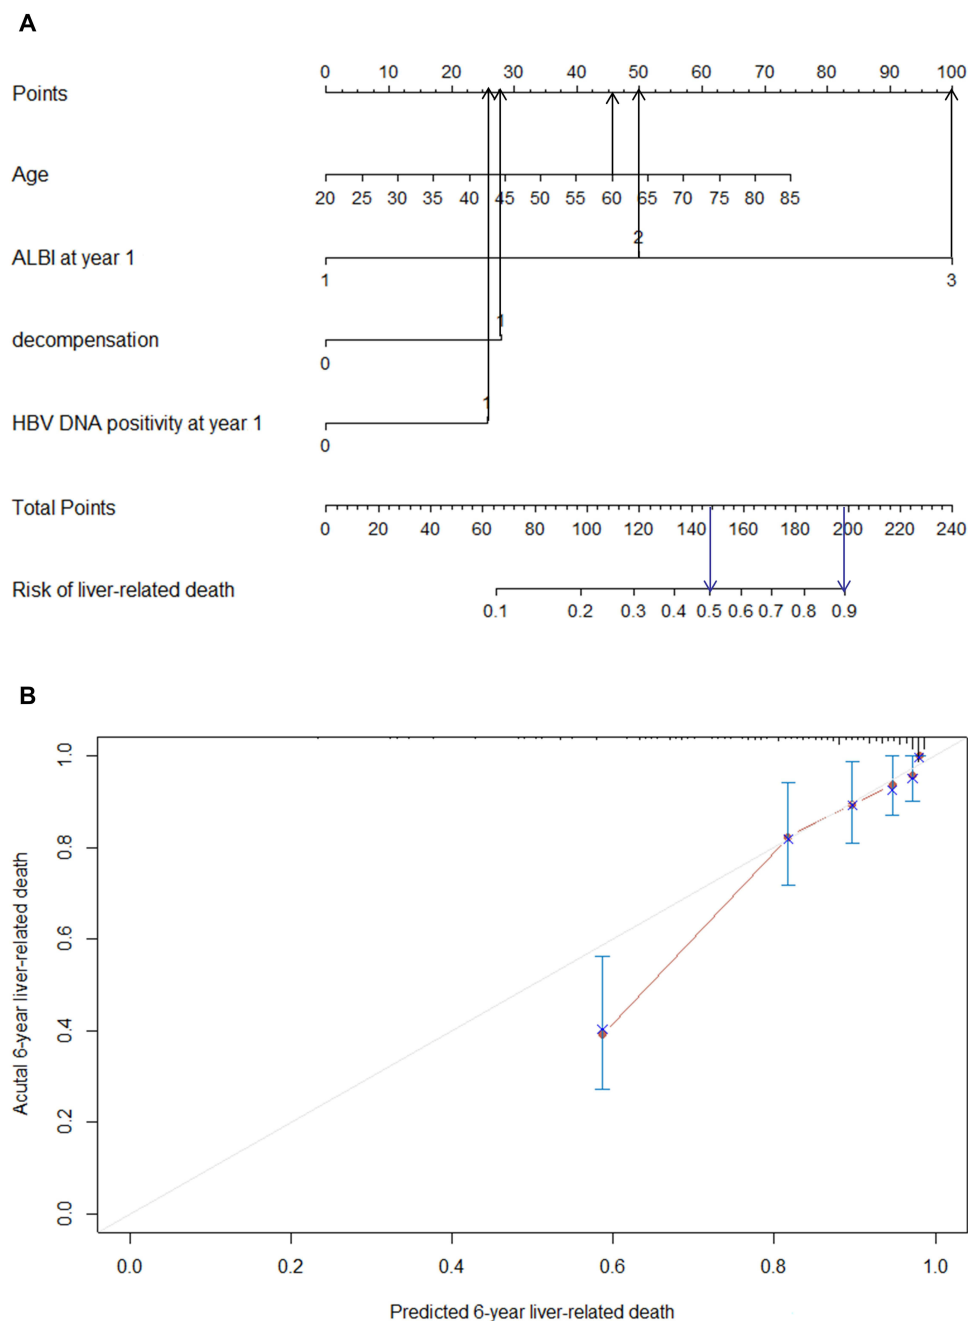 A
0 10 20 30 40 50 60 70 80 90 100
Points
Age
20 25 30 35 40 45 50 55 60 65 70 75 80 85
2
ALBI at year 1
1 3
1
decompensation
0
1
HBV DNA positivity at year 1
0
Total Points
0 20 40 60 80 100 120 140 160 180 200 220 240
Risk of liver-related death
0.1 0.2 0.3 0.4 0.5 0.6 0.7 0.8 0.9
B
1.0
0.8
0.6
0.4
0.2
0.0
Acutal 6-year liver-related death
0.0 0.2 0.4 0.6 0.8 1.0
Predicted 6-year liver-related death